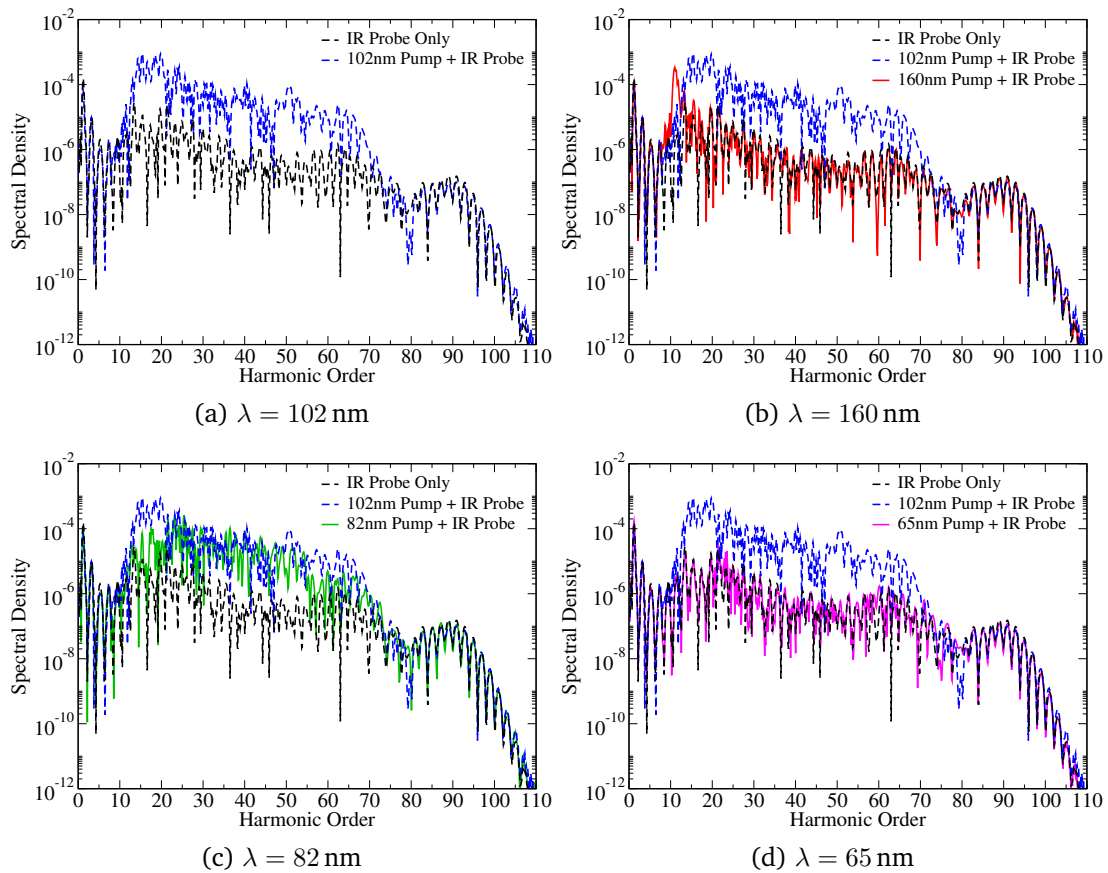 10⁻²
10⁻⁴
10⁻⁶
10⁻⁸
10⁻¹⁰
10⁻¹²
Spectral Density
IR Probe Only
102nm Pump + IR Probe
0 10 20 30 40 50 60 70 80 90 100 110
Harmonic Order
(a) λ = 102 nm
10⁻²
10⁻⁴
10⁻⁶
10⁻⁸
10⁻¹⁰
10⁻¹²
Spectral Density
IR Probe Only
102nm Pump + IR Probe
160nm Pump + IR Probe
0 10 20 30 40 50 60 70 80 90 100 110
Harmonic Order
(b) λ = 160 nm
10⁻²
10⁻⁴
10⁻⁶
10⁻⁸
10⁻¹⁰
10⁻¹²
Spectral Density
IR Probe Only
102nm Pump + IR Probe
82nm Pump + IR Probe
0 10 20 30 40 50 60 70 80 90 100 110
Harmonic Order
(c) λ = 82 nm
10⁻²
10⁻⁴
10⁻⁶
10⁻⁸
10⁻¹⁰
10⁻¹²
Spectral Density
IR Probe Only
102nm Pump + IR Probe
65nm Pump + IR Probe
0 10 20 30 40 50 60 70 80 90 100 110
Harmonic Order
(d) λ = 65 nm